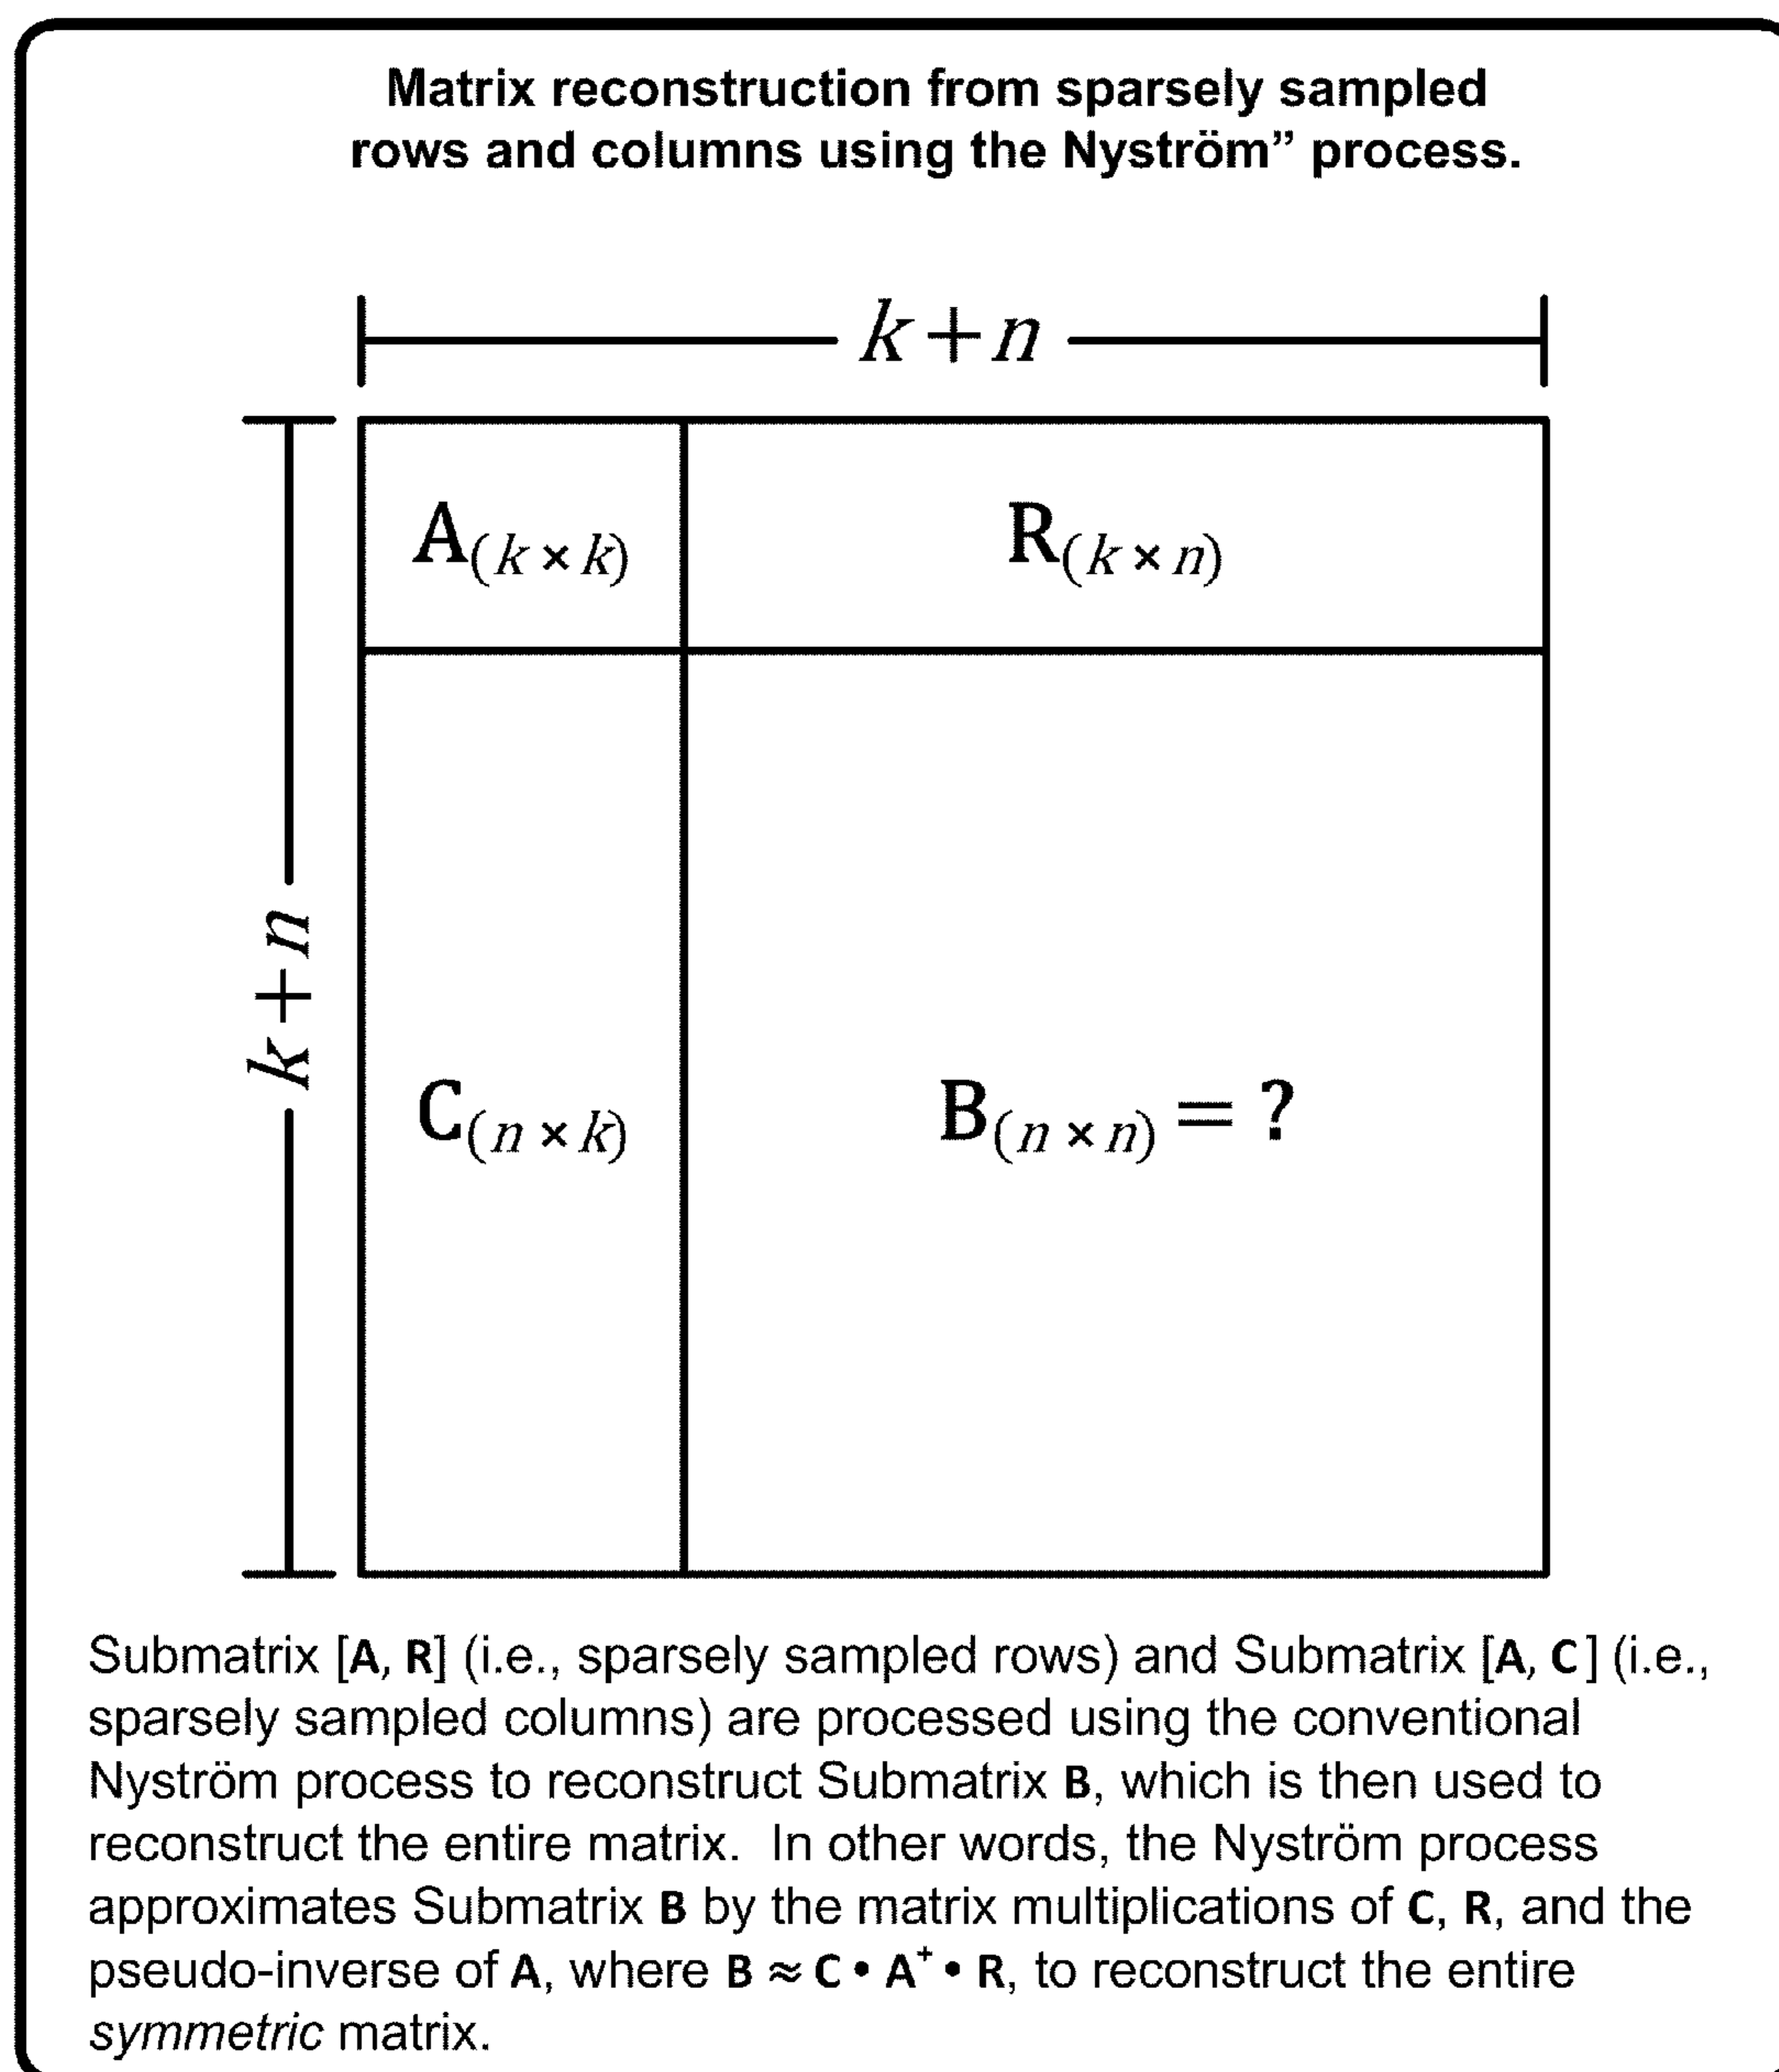 Matrix reconstruction from sparsely sampled
rows and columns using the Nyström” process.
k + n
k + n
A(k × k)
R(k × n)
C(n × k)
B(n × n) = ?
Submatrix [A, R] (i.e., sparsely sampled rows) and Submatrix [A, C] (i.e.,
sparsely sampled columns) are processed using the conventional
Nyström process to reconstruct Submatrix B, which is then used to
reconstruct the entire matrix. In other words, the Nyström process
approximates Submatrix B by the matrix multiplications of C, R, and the
pseudo-inverse of A, where B ≈ C • A⁺ • R, to reconstruct the entire
symmetric matrix.